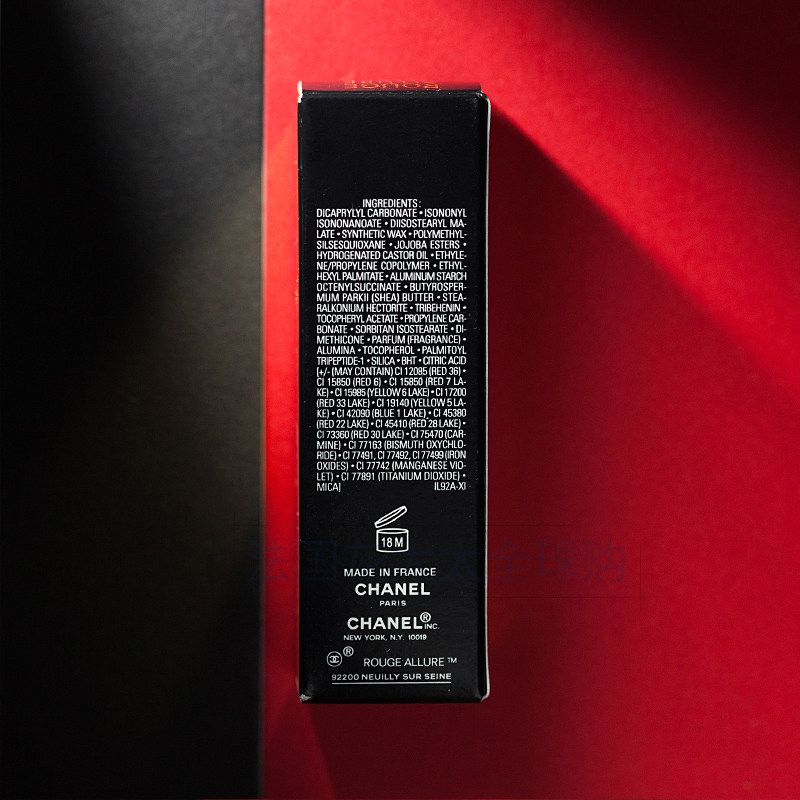 ROUGE
INGREDIENTS:
DICAPRYLYL CARBONATE • ISONONYL
ISONONANOATE • DIISOSTEARYL MA-
LATE • SYNTHETIC WAX • POLYMETHYL-
SILSESQUIOXANE • JOJOBA ESTERS •
HYDROGENATED CASTOR OIL • ETHYLE-
NE/PROPYLENE COPOLYMER • ETHYL-
HEXYL PALMITATE • ALUMINUM STARCH
OCTENYLSUCCINATE • BUTYROSPER-
MUM PARKII (SHEA) BUTTER • STEA-
RALKONIUM HECTORITE • TRIBEHENIN •
TOCOPHERYL ACETATE • PROPYLENE CAR-
BONATE • SORBITAN ISOSTEARATE • DI-
METHICONE • PARFUM (FRAGRANCE) •
ALUMINA • TOCOPHEROL • PALMITOYL
TRIPEPTIDE-1 • SILICA • BHT • CITRIC ACID
[+/- (MAY CONTAIN) CI 12085 (RED 36) •
CI 15850 (RED 6) • CI 15850 (RED 7 LA-
KE) • CI 15985 (YELLOW 6 LAKE) • CI 17200
(RED 33 LAKE) • CI 19140 (YELLOW 5 LA-
KE) • CI 42090 (BLUE 1 LAKE) • CI 45380
(RED 22 LAKE) • CI 45410 (RED 28 LAKE) •
CI 73360 (RED 30 LAKE) • CI 75470 (CAR-
MINE) • CI 77163 (BISMUTH OXYCHLO-
RIDE) • CI 77491, CI 77492, CI 77499 (IRON
OXIDES) • CI 77742 (MANGANESE VIO-
LET) • CI 77891 (TITANIUM DIOXIDE) •
MICA] IL92A-XI
18 M
MADE IN FRANCE
CHANEL
PARIS
CHANEL® INC.
NEW YORK, N.Y. 10019
® ROUGE ALLURE ™
92200 NEUILLY SUR SEINE